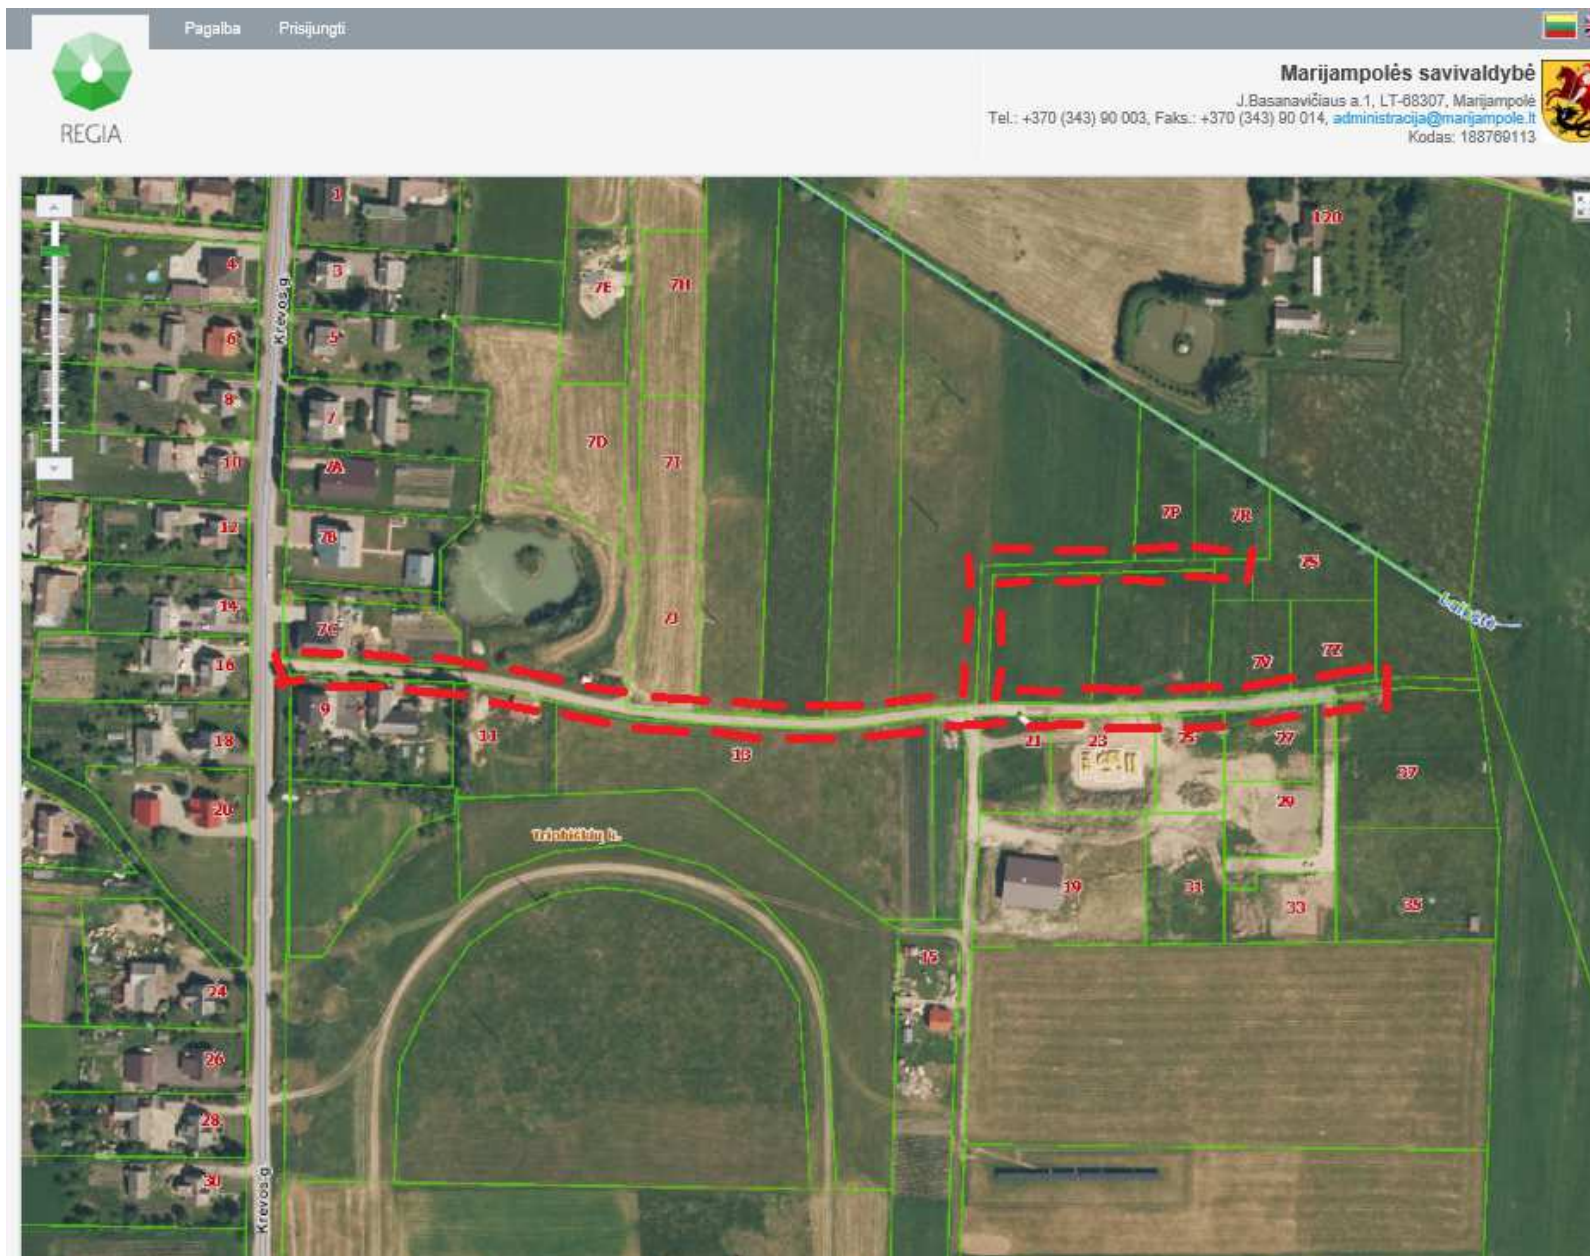 Pagalba Prisijungti
REGIA
Marijampolės savivaldybė
J.Basanavičiaus a.1, LT-68307, Marijampolė
Tel.: +370 (343) 90 003, Faks.: +370 (343) 90 014, administracija@marijampole.lt
Kodas: 188769113
1
120
4
3
7E
7H
Krevos g.
6
5
8
7
7D
7I
10
7A
7P
7R
12
7B
7S
14
7C
7J
16
7Z
9
11
18
13
21
23
25
27
37
20
29
19
31
33
15
24
26
28
30
Krevos g.